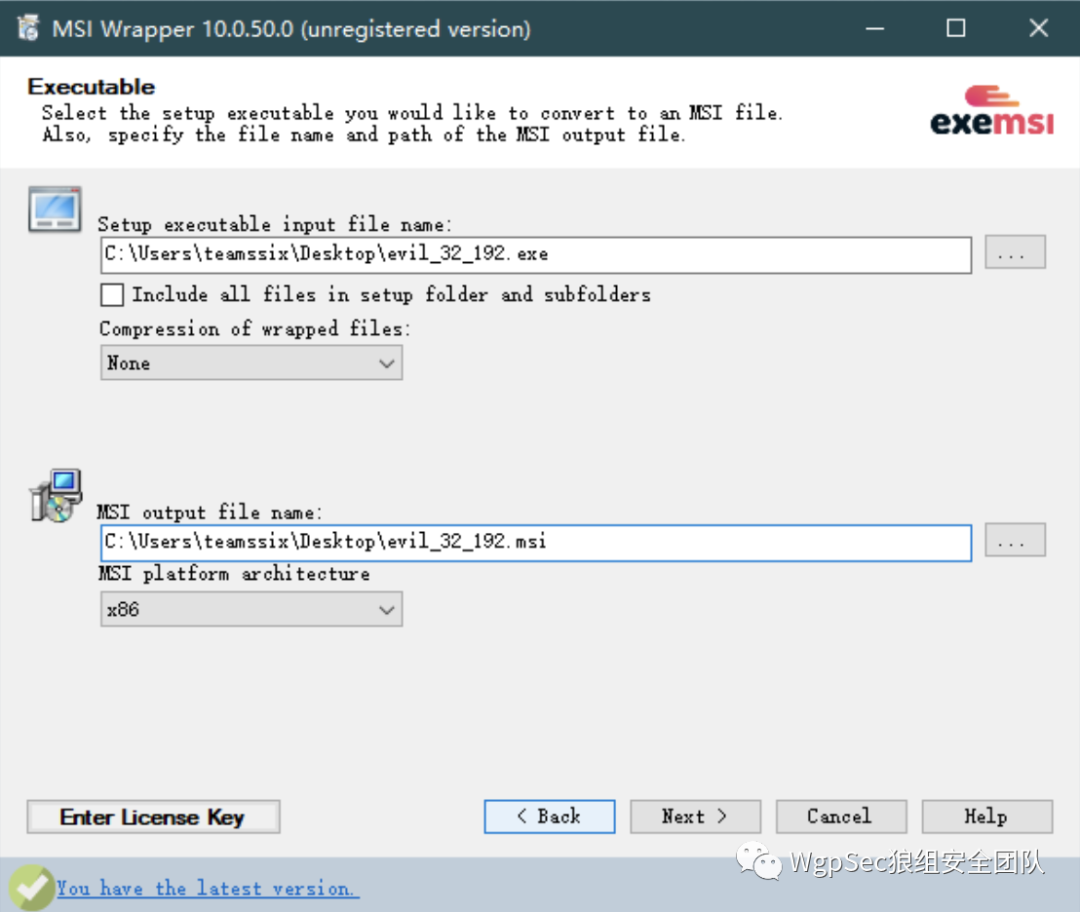 MSI Wrapper 10.0.50.0 (unregistered version)
Executable
Select the setup executable you would like to convert to an MSI file.
Also, specify the file name and path of the MSI output file.
exemsi
Setup executable input file name:
C:\Users\teamssix\Desktop\evil_32_192.exe
...
Include all files in setup folder and subfolders
Compression of wrapped files:
None
MSI output file name:
C:\Users\teamssix\Desktop\evil_32_192.msi
...
MSI platform architecture
x86
Enter License Key
< Back
Next >
Cancel
Help
WgpSec狼组安全团队
You have the latest version.